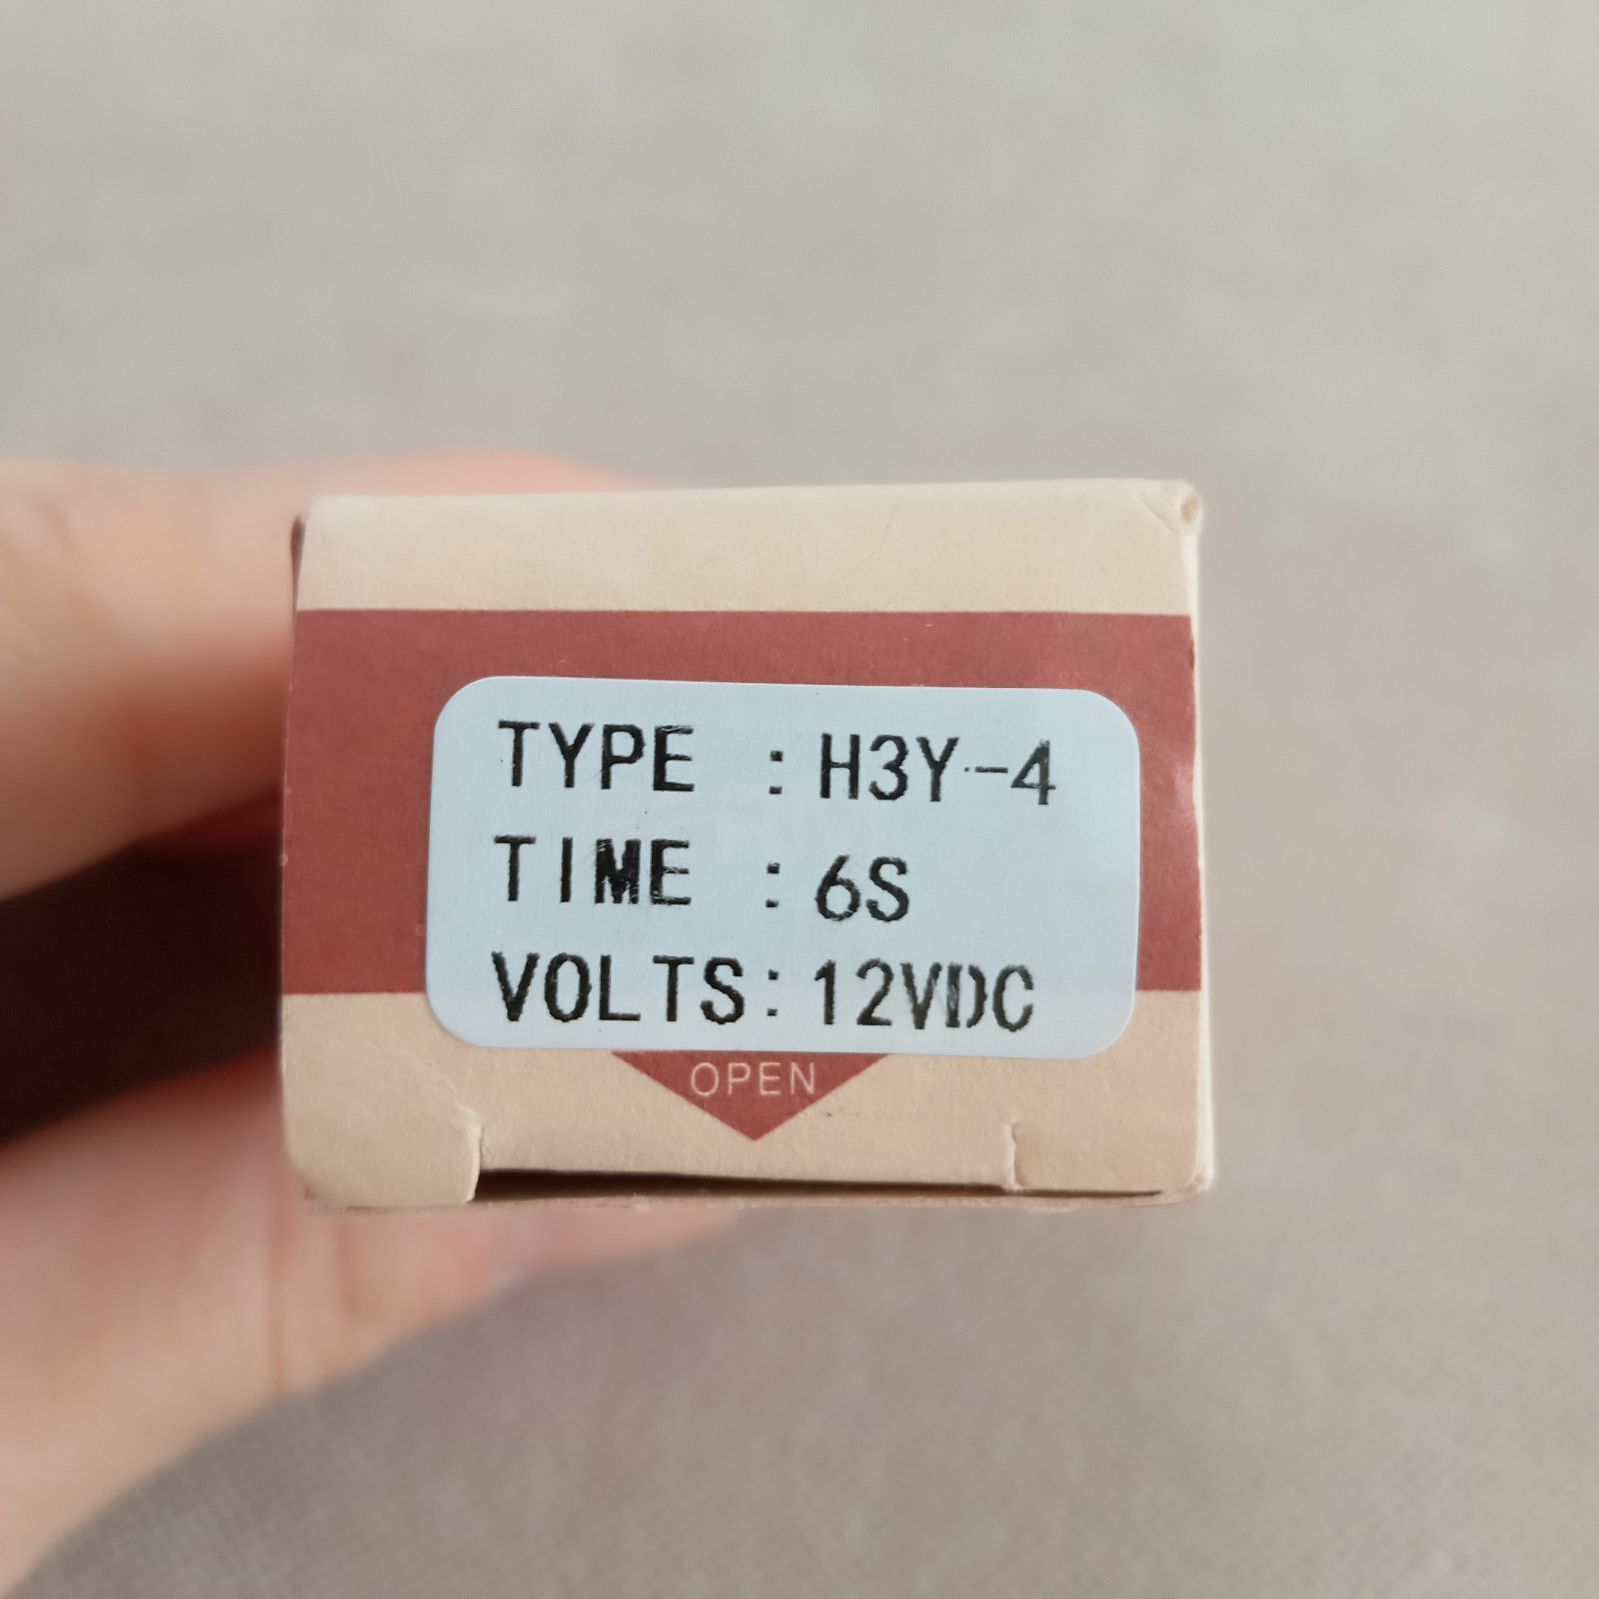 TYPE : H3Y-4
TIME : 6S
VOLTS: 12VDC
OPEN